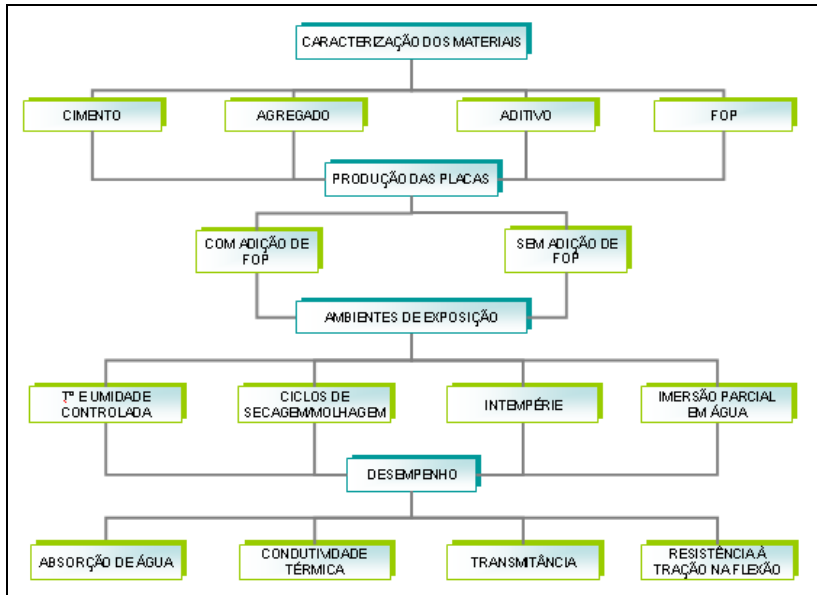 CARACTERIZAÇÃO DOS MATERIAIS
CIMENTO
AGREGADO
ADITIVO
FOP
PRODUÇÃO DAS PLACAS
COM ADIÇÃO DE
FOP
SEM ADIÇÃO DE
FOP
AMBIENTES DE EXPOSIÇÃO
Tª E UMIDADE
CONTROLADA
CICLOS DE
SECAGEM/MOLHAGEM
INTEMPÉRIE
IMERSÃO PARCIAL
EM ÁGUA
DESEMPENHO
ABSORÇÃO DE ÁGUA
CONDUTIVIDADE
TÉRMICA
TRANSMITÂNCIA
RESISTÊNCIA À
TRAÇÃO NA FLEXÃO